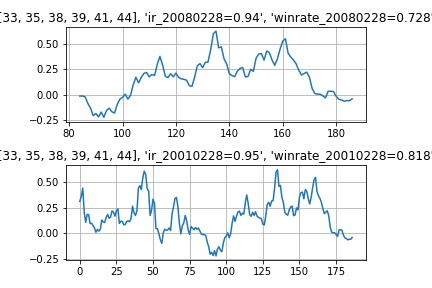 [33, 35, 38, 39, 41, 44], 'ir_20080228=0.94', 'winrate_20080228=0.728'
0.50
0.25
0.00
−0.25
80 100 120 140 160 180
[33, 35, 38, 39, 41, 44], 'ir_20010228=0.95', 'winrate_20010228=0.818'
0.50
0.25
0.00
−0.25
0 25 50 75 100 125 150 175